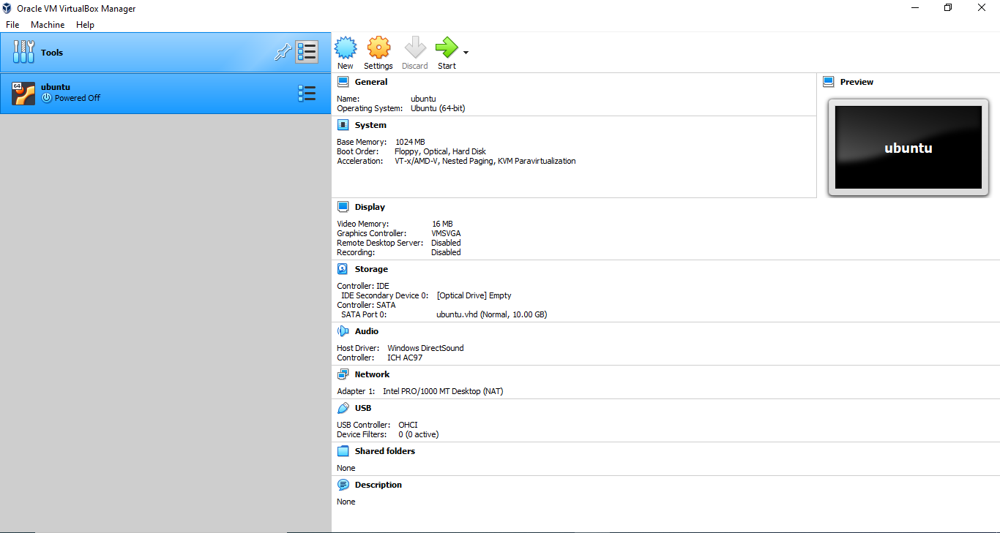 Oracle VM VirtualBox Manager
File Machine Help
Tools
64
ubuntu
Powered Off
New Settings Discard Start
General
Name: ubuntu
Operating System: Ubuntu (64-bit)
System
Base Memory: 1024 MB
Boot Order: Floppy, Optical, Hard Disk
Acceleration: VT-x/AMD-V, Nested Paging, KVM Paravirtualization
Preview
ubuntu
Display
Video Memory: 16 MB
Graphics Controller: VMSVGA
Remote Desktop Server: Disabled
Recording: Disabled
Storage
Controller: IDE
IDE Secondary Device 0: [Optical Drive] Empty
Controller: SATA
SATA Port 0: ubuntu.vhd (Normal, 10.00 GB)
Audio
Host Driver: Windows DirectSound
Controller: ICH AC97
Network
Adapter 1: Intel PRO/1000 MT Desktop (NAT)
USB
USB Controller: OHCI
Device Filters: 0 (0 active)
Shared folders
None
Description
None